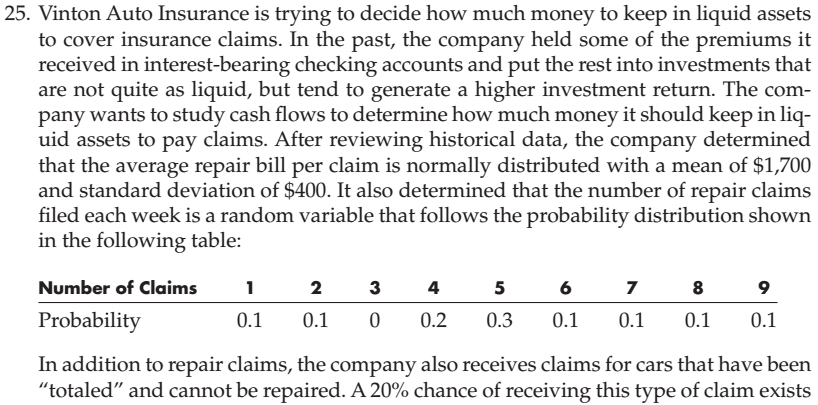 25. Vinton Auto Insurance is trying to decide how much money to keep in liquid assets
to cover insurance claims. In the past, the company held some of the premiums it
received in interest-bearing checking accounts and put the rest into investments that
are not quite as liquid, but tend to generate a higher investment return. The com-
pany wants to study cash flows to determine how much money it should keep in liq-
uid assets to pay claims. After reviewing historical data, the company determined
that the average repair bill per claim is normally distributed with a mean of $1,700
and standard deviation of $400. It also determined that the number of repair claims
filed each week is a random variable that follows the probability distribution shown
in the following table:
Number of Claims 1 2 3 4 5 6 7 8 9
Probability 0.1 0.1 0 0.2 0.3 0.1 0.1 0.1 0.1
In addition to repair claims, the company also receives claims for cars that have been
“totaled” and cannot be repaired. A 20% chance of receiving this type of claim exists